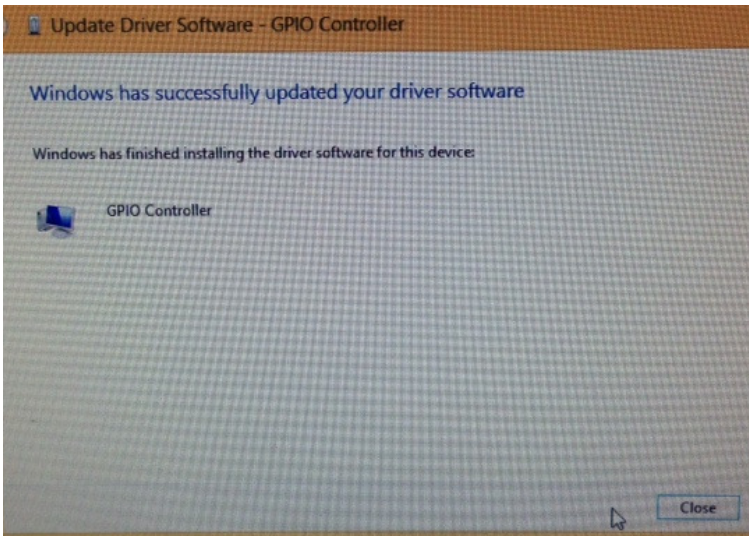 Update Driver Software - GPIO Controller
Windows has successfully updated your driver software
Windows has finished installing the driver software for this device:
GPIO Controller
Close